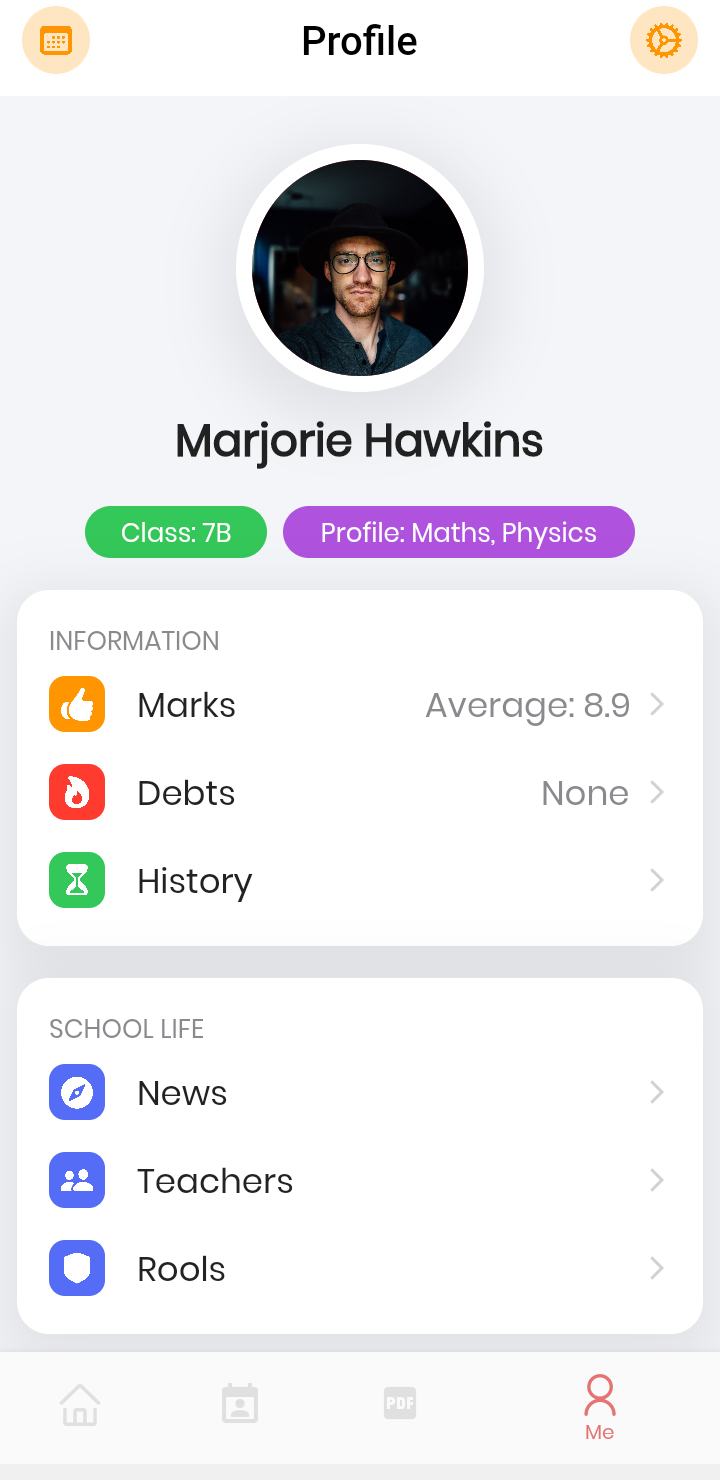 Profile
Marjorie Hawkins
Class: 7B
Profile: Maths, Physics
INFORMATION
Marks Average: 8.9
Debts None
History
SCHOOL LIFE
News
Teachers
Rools
PDF
Me